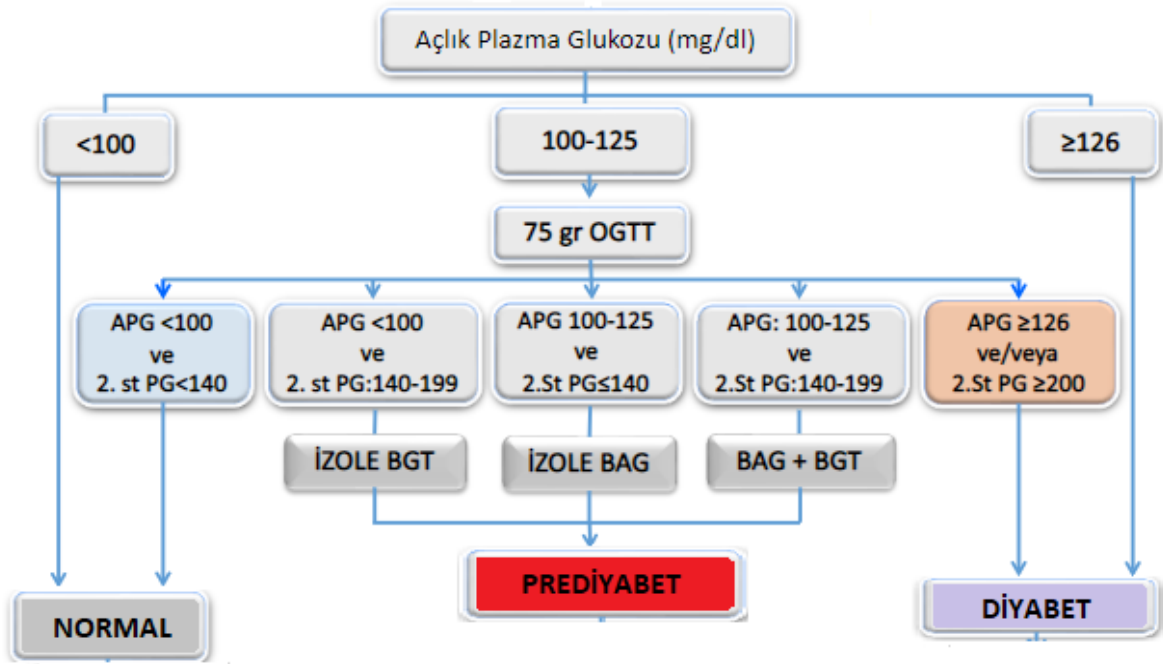 Açlık Plazma Glukozu (mg/dl)
<100
100-125
≥126
75 gr OGTT
APG <100
ve
2. st PG<140
APG <100
ve
2. st PG:140-199
APG 100-125
ve
2.St PG≤140
APG: 100-125
ve
2.St PG:140-199
APG ≥126
ve/veya
2.St PG ≥200
İZOLE BGT
İZOLE BAG
BAG + BGT
NORMAL
PREDİYABET
DİYABET